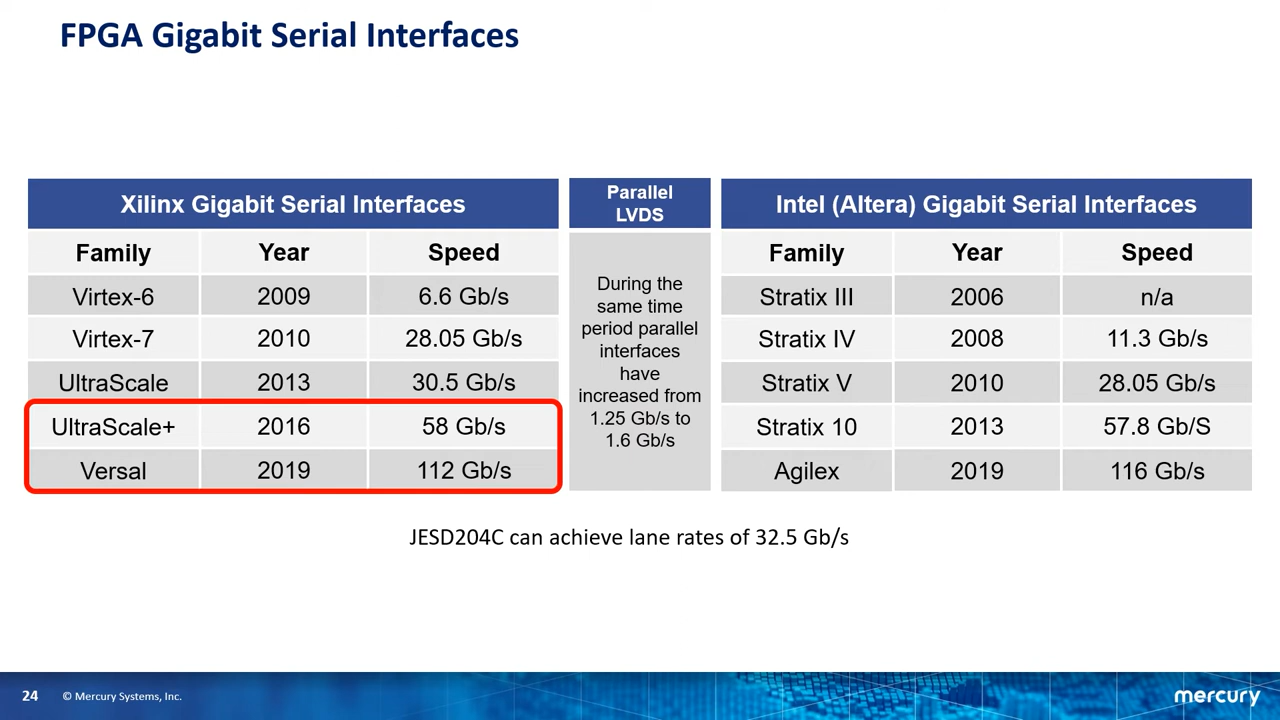 FPGA Gigabit Serial Interfaces
Xilinx Gigabit Serial Interfaces
Family Year Speed
Virtex-6 2009 6.6 Gb/s
Virtex-7 2010 28.05 Gb/s
UltraScale 2013 30.5 Gb/s
UltraScale+ 2016 58 Gb/s
Versal 2019 112 Gb/s
Parallel
LVDS
During the
same time
period parallel
interfaces
have
increased from
1.25 Gb/s to
1.6 Gb/s
Intel (Altera) Gigabit Serial Interfaces
Family Year Speed
Stratix III 2006 n/a
Stratix IV 2008 11.3 Gb/s
Stratix V 2010 28.05 Gb/s
Stratix 10 2013 57.8 Gb/S
Agilex 2019 116 Gb/s
JESD204C can achieve lane rates of 32.5 Gb/s
24 © Mercury Systems, Inc.
mercury